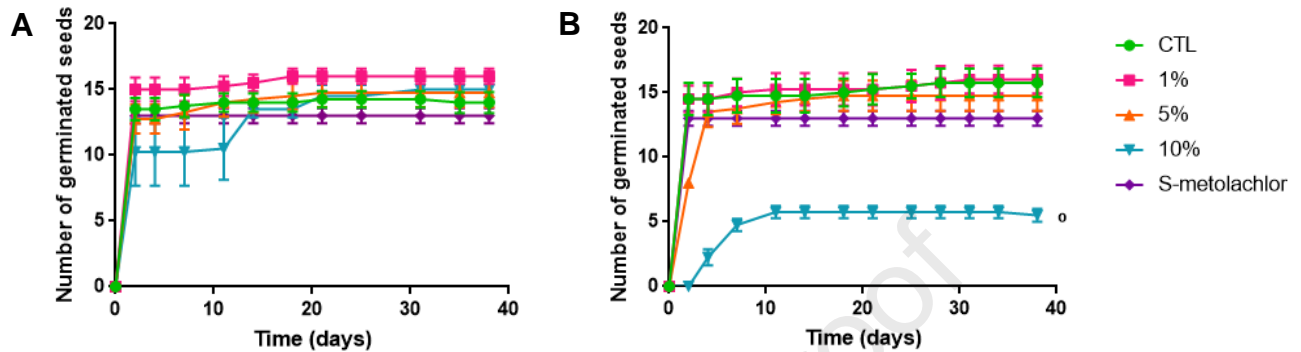 A
Number of germinated seeds
20
15
10
5
0
0 10 20 30 40
Time (days)
B
Number of germinated seeds
20
15
10
5
0
0 10 20 30 40
Time (days)
o
CTL
1%
5%
10%
S-metolachlor